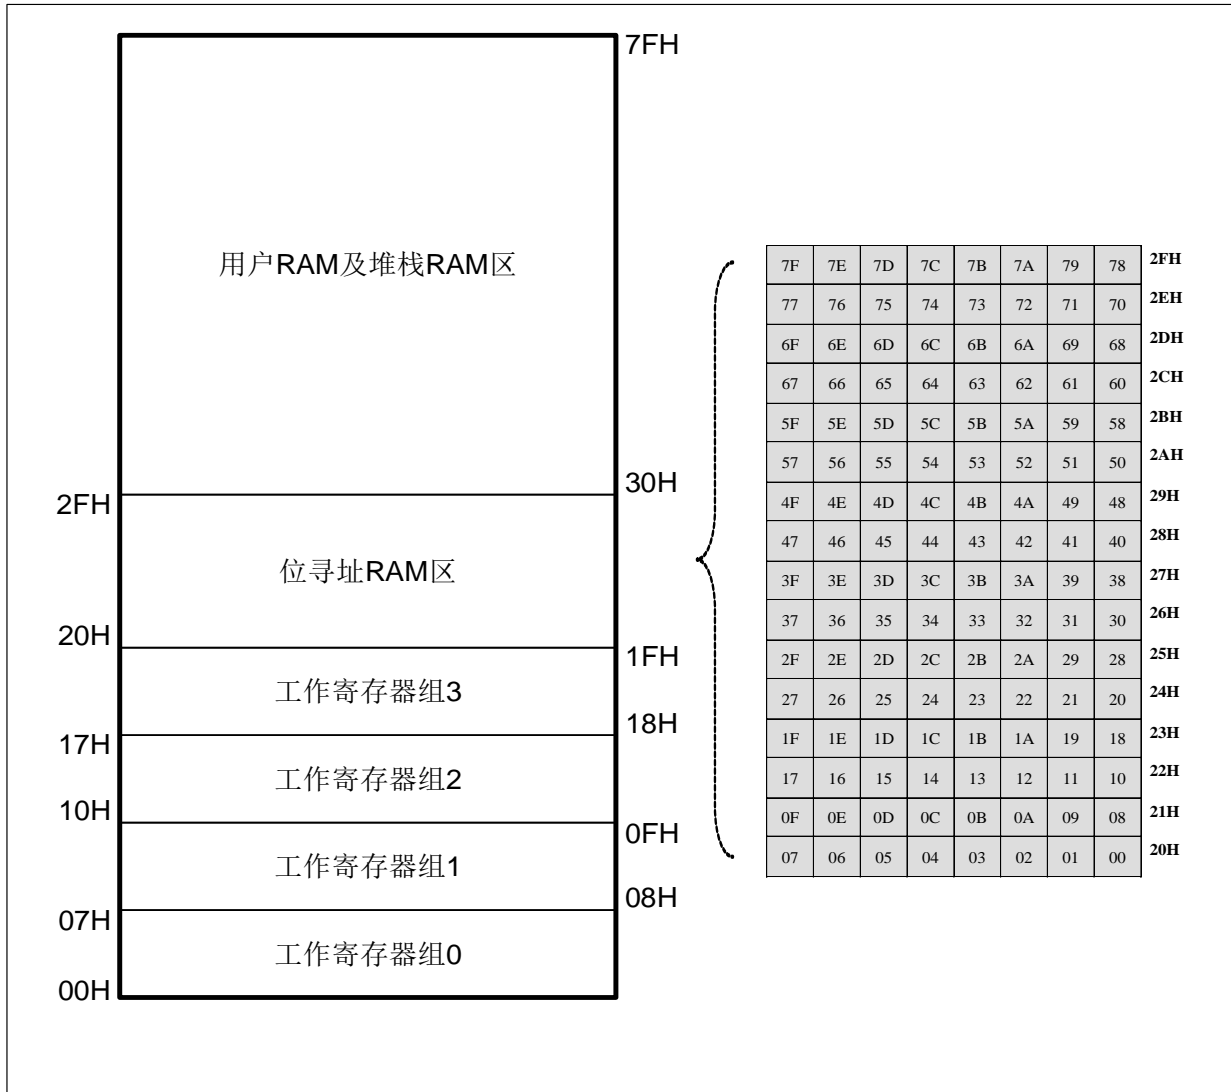 7FH
用户RAM及堆栈RAM区
30H
2FH
位寻址RAM区
20H
1FH
工作寄存器组3
18H
17H
工作寄存器组2
10H
0FH
工作寄存器组1
08H
07H
工作寄存器组0
00H
7F 7E 7D 7C 7B 7A 79 78 2FH
77 76 75 74 73 72 71 70 2EH
6F 6E 6D 6C 6B 6A 69 68 2DH
67 66 65 64 63 62 61 60 2CH
5F 5E 5D 5C 5B 5A 59 58 2BH
57 56 55 54 53 52 51 50 2AH
4F 4E 4D 4C 4B 4A 49 48 29H
47 46 45 44 43 42 41 40 28H
3F 3E 3D 3C 3B 3A 39 38 27H
37 36 35 34 33 32 31 30 26H
2F 2E 2D 2C 2B 2A 29 28 25H
27 26 25 24 23 22 21 20 24H
1F 1E 1D 1C 1B 1A 19 18 23H
17 16 15 14 13 12 11 10 22H
0F 0E 0D 0C 0B 0A 09 08 21H
07 06 05 04 03 02 01 00 20H